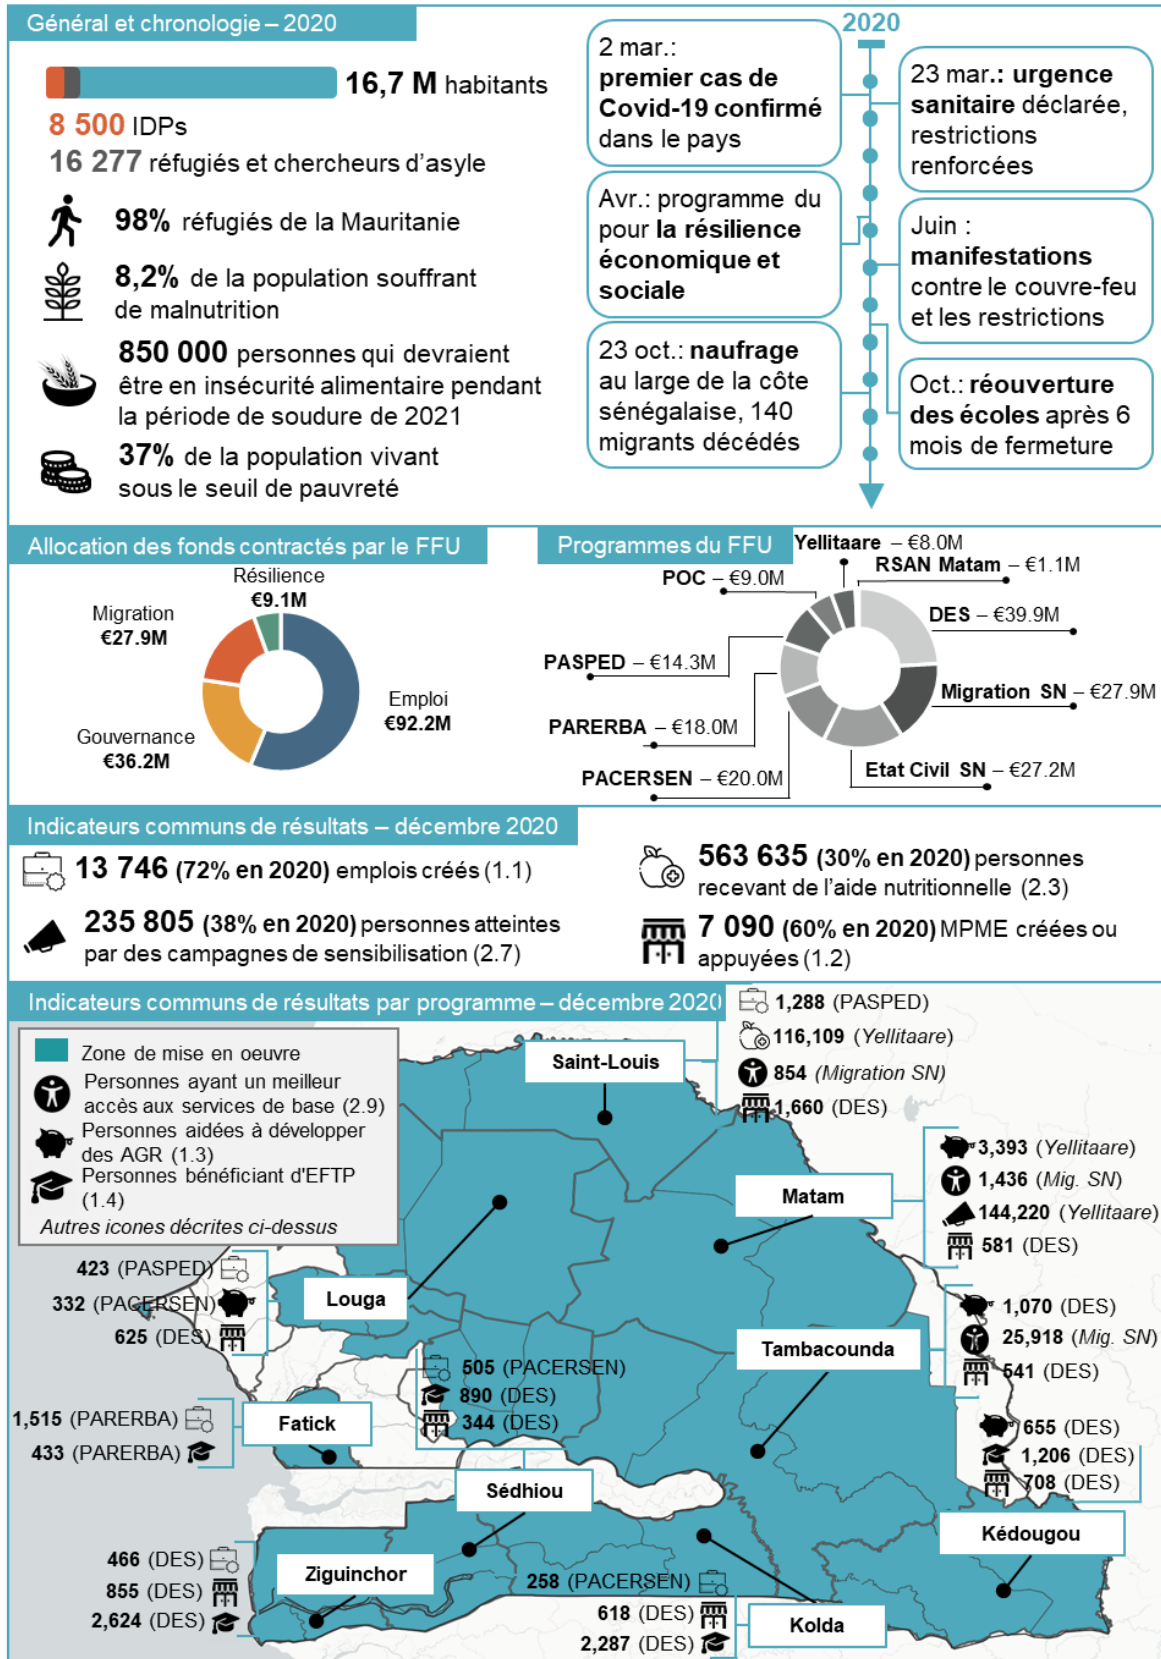 Général et chronologie – 2020
16,7 M habitants
8 500 IDPs
16 277 réfugiés et chercheurs d'asyle
98% réfugiés de la Mauritanie
8,2% de la population souffrant
de malnutrition
850 000 personnes qui devraient
être en insécurité alimentaire pendant
la période de soudure de 2021
37% de la population vivant
sous le seuil de pauvreté
2020
2 mar.:
premier cas de
Covid-19 confirmé
dans le pays
23 mar.: urgence
sanitaire déclarée,
restrictions
renforcées
Avr.: programme du
pour la résilience
économique et
sociale
Juin :
manifestations
contre le couvre-feu
et les restrictions
23 oct.: naufrage
au large de la côte
sénégalaise, 140
migrants décédés
Oct.: réouverture
des écoles après 6
mois de fermeture
Allocation des fonds contractés par le FFU
Résilience
€9.1M
Migration
€27.9M
Emploi
€92.2M
Gouvernance
€36.2M
Programmes du FFU
Yellitaare – €8.0M
RSAN Matam – €1.1M
POC – €9.0M
DES – €39.9M
PASPED – €14.3M
Migration SN – €27.9M
PARERBA – €18.0M
Etat Civil SN – €27.2M
PACERSEN – €20.0M
Indicateurs communs de résultats – décembre 2020
13 746 (72% en 2020) emplois créés (1.1)
235 805 (38% en 2020) personnes atteintes
par des campagnes de sensibilisation (2.7)
563 635 (30% en 2020) personnes
recevant de l'aide nutritionnelle (2.3)
7 090 (60% en 2020) MPME créées ou
appuyées (1.2)
Indicateurs communs de résultats par programme – décembre 2020
Zone de mise en oeuvre
Personnes ayant un meilleur
accès aux services de base (2.9)
Personnes aidées à développer
des AGR (1.3)
Personnes bénéficiant d'EFTP
(1.4)
Autres icones décrites ci-dessus
Saint-Louis
1,288 (PASPED)
116,109 (Yellitaare)
854 (Migration SN)
1,660 (DES)
Matam
3,393 (Yellitaare)
1,436 (Mig. SN)
144,220 (Yellitaare)
581 (DES)
Louga
423 (PASPED)
332 (PACERSEN)
625 (DES)
Tambacounda
1,070 (DES)
25,918 (Mig. SN)
541 (DES)
505 (PACERSEN)
890 (DES)
344 (DES)
Fatick
1,515 (PARERBA)
433 (PARERBA)
655 (DES)
1,206 (DES)
708 (DES)
Sédhiou
Kédougou
Ziguinchor
466 (DES)
855 (DES)
2,624 (DES)
258 (PACERSEN)
618 (DES)
2,287 (DES)
Kolda